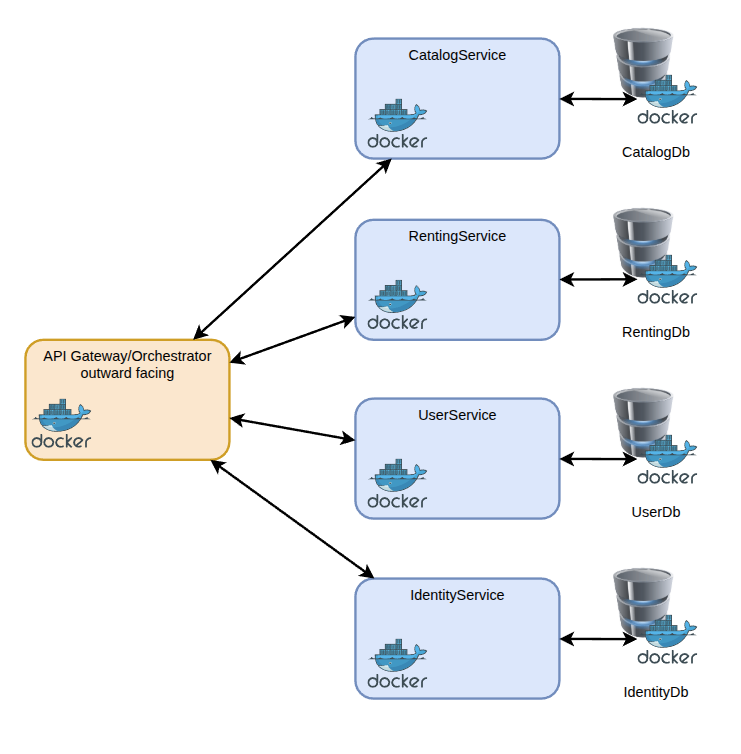 CatalogService
docker
docker
CatalogDb
RentingService
docker
docker
RentingDb
API Gateway/Orchestrator
outward facing
docker
UserService
docker
docker
UserDb
IdentityService
docker
docker
IdentityDb